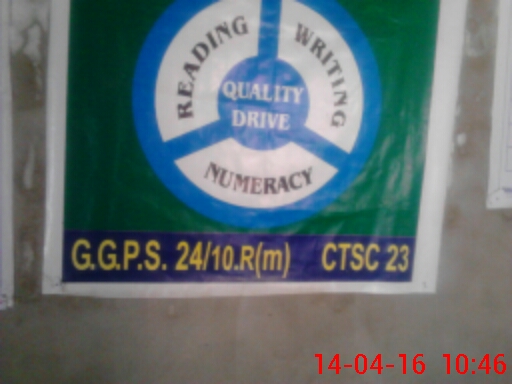 READING
WRITING
QUALITY
DRIVE
NUMERACY
G.G.P.S. 24/10.R(m) CTSC 23
14-04-16 10:46